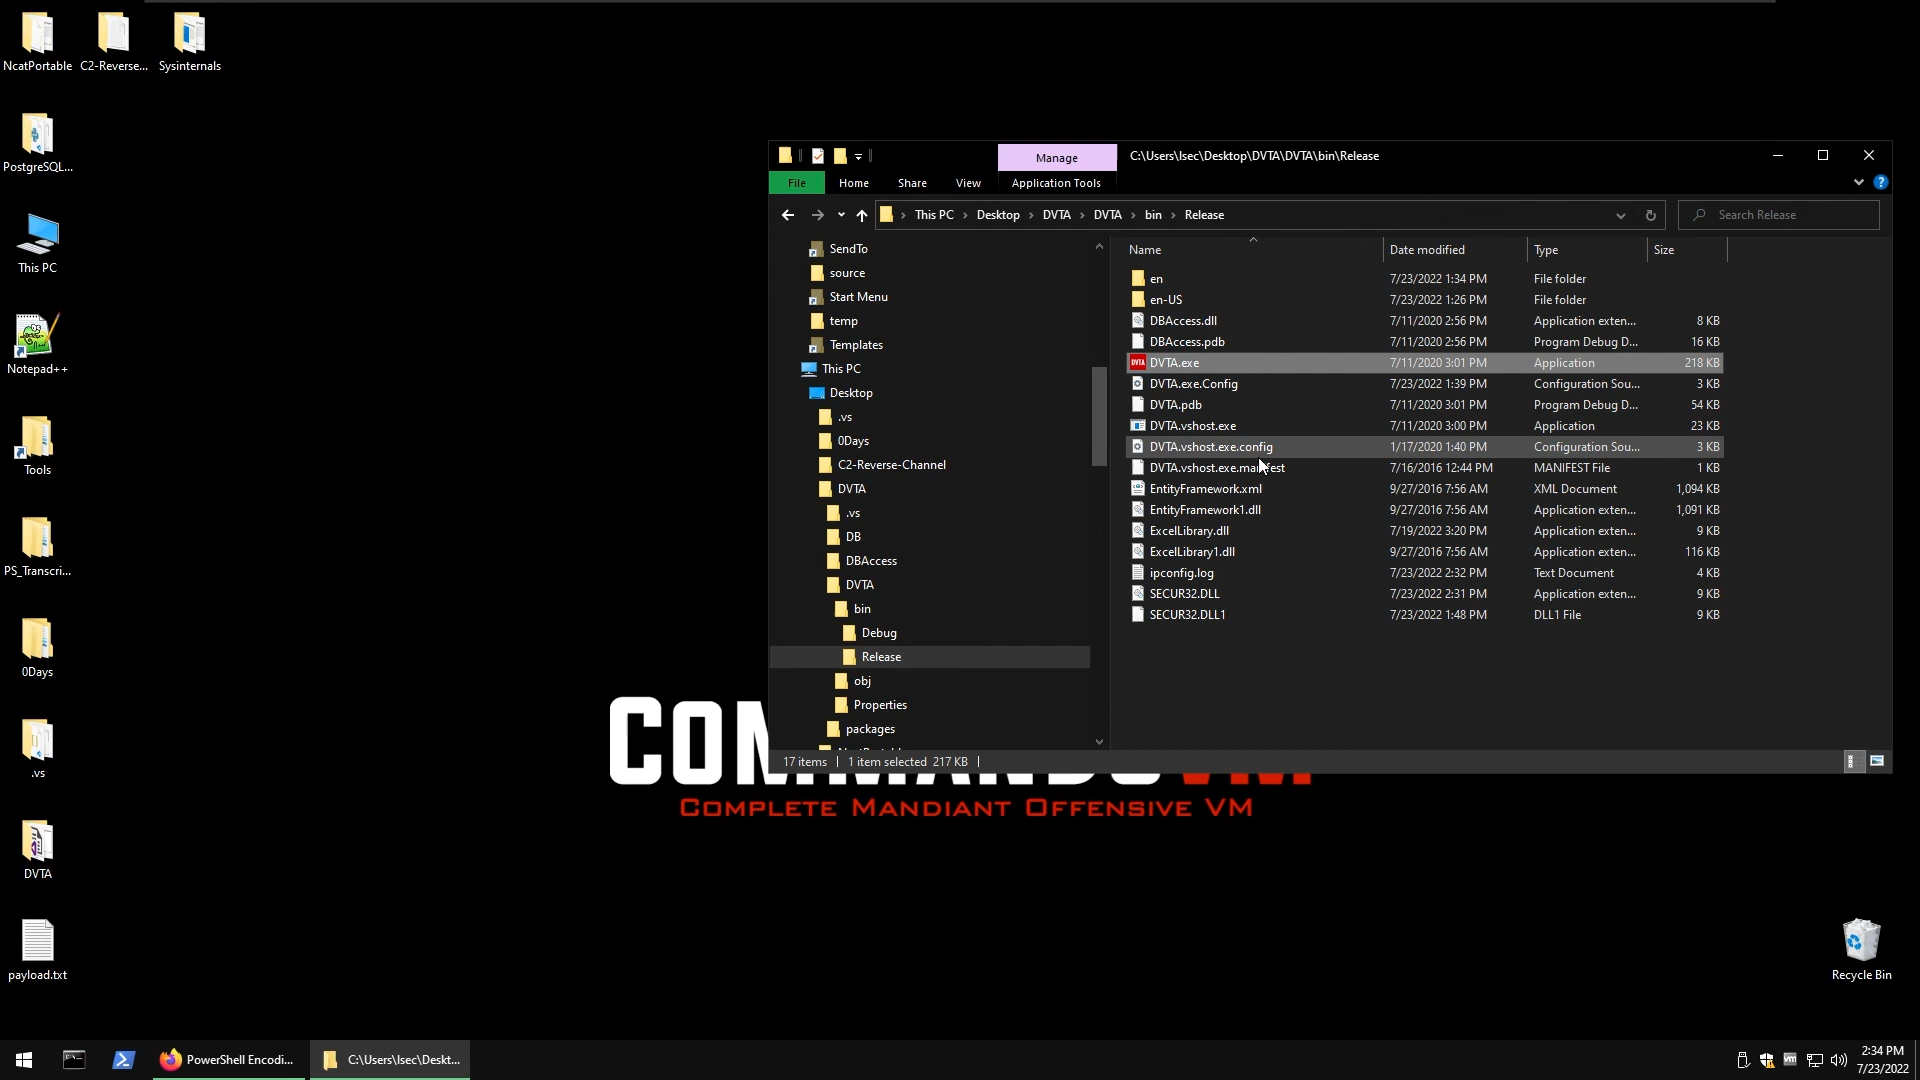 NcatPortable
C2-Reverse...
Sysinternals
PostgreSQL...
This PC
Notepad++
Tools
PS_Transcri...
0Days
.vs
DVTA
payload.txt
Recycle Bin
Manage
C:\Users\lsec\Desktop\DVTA\DVTA\bin\Release
File
Home
Share
View
Application Tools
This PC > Desktop > DVTA > DVTA > bin > Release
Search Release
SendTo
source
Start Menu
temp
Templates
This PC
Desktop
.vs
0Days
C2-Reverse-Channel
DVTA
.vs
DB
DBAccess
DVTA
bin
Debug
Release
obj
Properties
packages
Name Date modified Type Size
en 7/23/2022 1:34 PM File folder
en-US 7/23/2022 1:26 PM File folder
DBAccess.dll 7/11/2020 2:56 PM Application exten... 8 KB
DBAccess.pdb 7/11/2020 2:56 PM Program Debug D... 16 KB
DVTA DVTA.exe 7/11/2020 3:01 PM Application 218 KB
DVTA.exe.Config 7/23/2022 1:39 PM Configuration Sou... 3 KB
DVTA.pdb 7/11/2020 3:01 PM Program Debug D... 54 KB
DVTA.vshost.exe 7/11/2020 3:00 PM Application 23 KB
DVTA.vshost.exe.config 1/17/2020 1:40 PM Configuration Sou... 3 KB
DVTA.vshost.exe.manifest 7/16/2016 12:44 PM MANIFEST File 1 KB
EntityFramework.xml 9/27/2016 7:56 AM XML Document 1,094 KB
EntityFramework1.dll 9/27/2016 7:56 AM Application exten... 1,091 KB
ExcelLibrary.dll 7/19/2022 3:20 PM Application exten... 9 KB
ExcelLibrary1.dll 9/27/2016 7:56 AM Application exten... 116 KB
ipconfig.log 7/23/2022 2:32 PM Text Document 4 KB
SECUR32.DLL 7/23/2022 2:31 PM Application exten... 9 KB
SECUR32.DLL1 7/23/2022 1:48 PM DLL1 File 9 KB
17 items 1 item selected 217 KB
COMPLETE MANDIANT OFFENSIVE VM
PowerShell Encodi...
C:\Users\lsec\Deskt...
vm
2:34 PM
7/23/2022